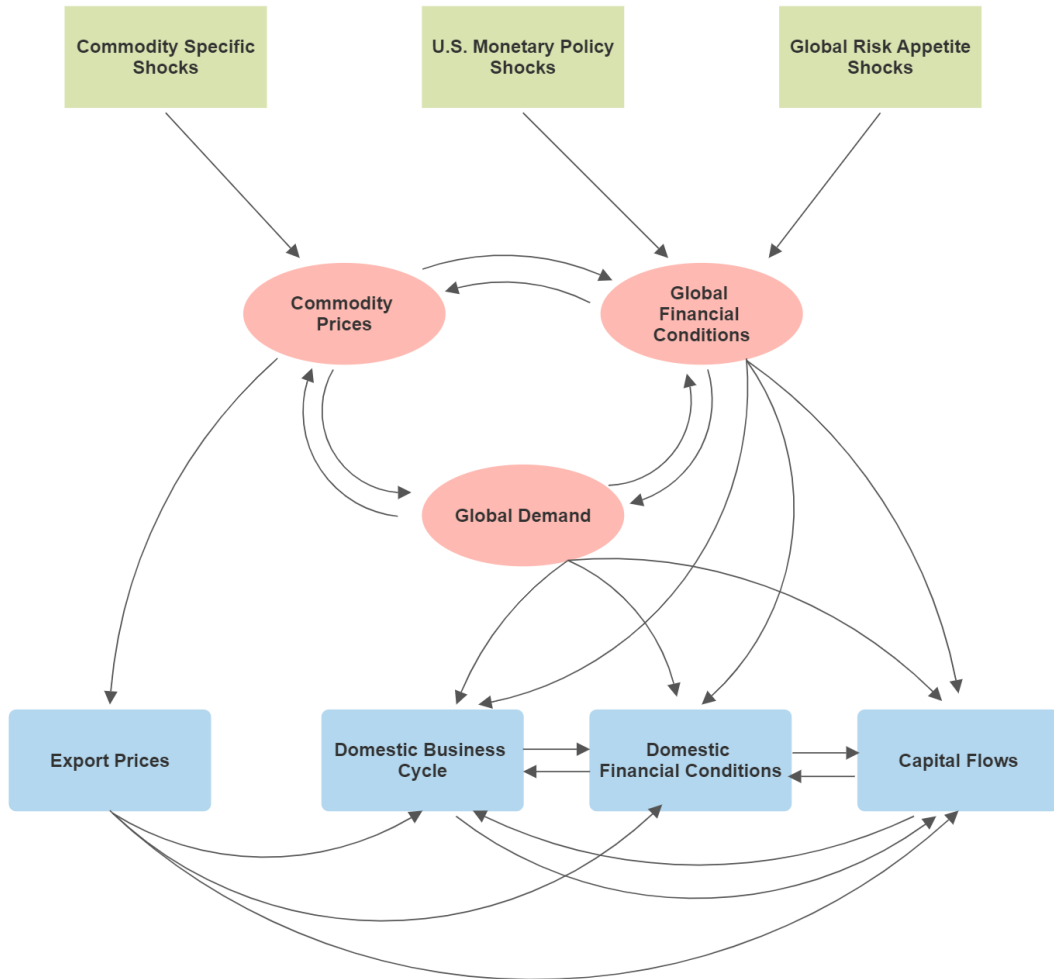 Commodity Specific
Shocks
U.S. Monetary Policy
Shocks
Global Risk Appetite
Shocks
Commodity
Prices
Global
Financial
Conditions
Global Demand
Export Prices
Domestic Business
Cycle
Domestic
Financial Conditions
Capital Flows